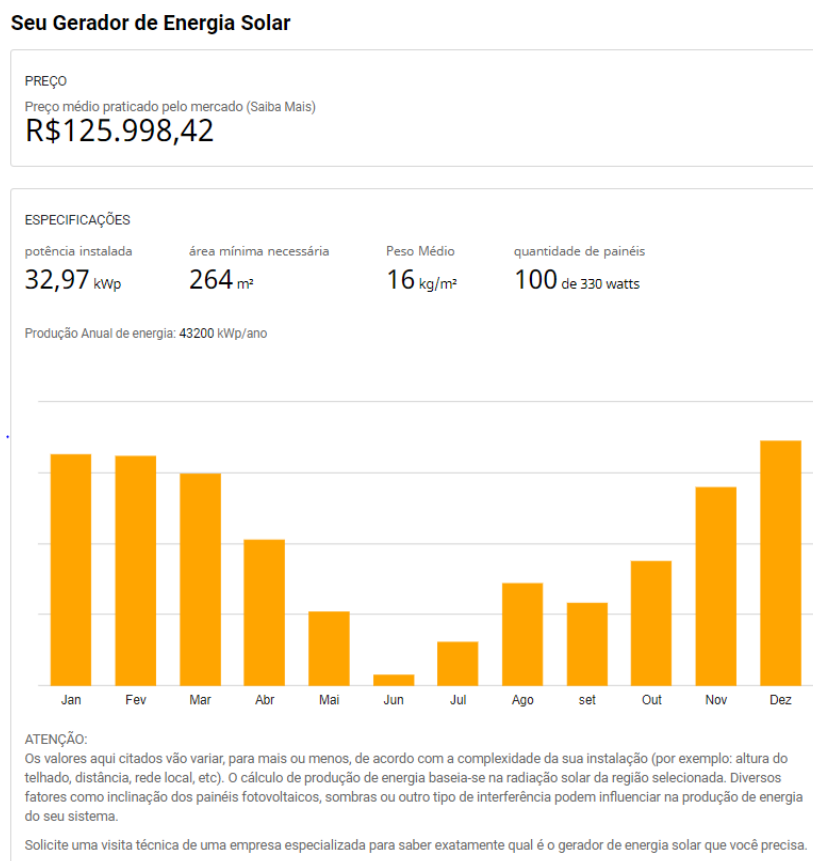 Seu Gerador de Energia Solar
PREÇO
Preço médio praticado pelo mercado (Saiba Mais)
R$125.998,42
ESPECIFICAÇÕES
potência instalada área mínima necessária Peso Médio quantidade de painéis
32,97 kWp 264 m² 16 kg/m² 100 de 330 watts
Produção Anual de energia: 43200 kWp/ano
Jan Fev Mar Abr Mai Jun Jul Ago set Out Nov Dez
ATENÇÃO:
Os valores aqui citados vão variar, para mais ou menos, de acordo com a complexidade da sua instalação (por exemplo: altura do
telhado, distância, rede local, etc). O cálculo de produção de energia baseia-se na radiação solar da região selecionada. Diversos
fatores como inclinação dos painéis fotovoltaicos, sombras ou outro tipo de interferência podem influenciar na produção de energia
do seu sistema.
Solicite uma visita técnica de uma empresa especializada para saber exatamente qual é o gerador de energia solar que você precisa.